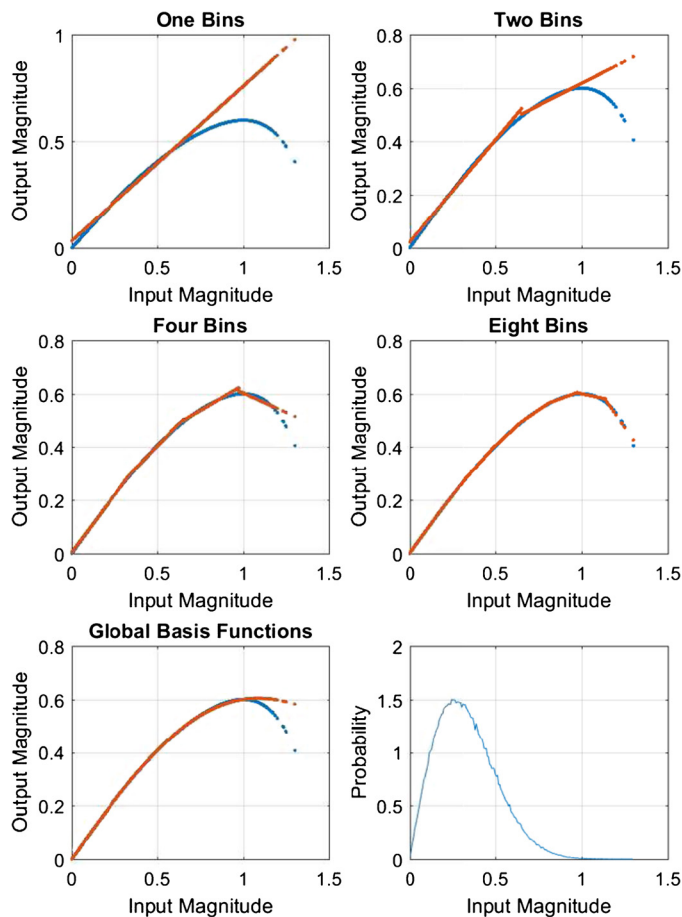 One Bins
Output Magnitude
1
0.5
0
0 0.5 1 1.5
Input Magnitude
Two Bins
Output Magnitude
0.8
0.6
0.4
0.2
0
0 0.5 1 1.5
Input Magnitude
Four Bins
Output Magnitude
0.8
0.6
0.4
0.2
0
0 0.5 1 1.5
Input Magnitude
Eight Bins
Output Magnitude
0.8
0.6
0.4
0.2
0
0 0.5 1 1.5
Input Magnitude
Global Basis Functions
Output Magnitude
0.8
0.6
0.4
0.2
0
0 0.5 1 1.5
Input Magnitude
Probability
2
1.5
1
0.5
0
0 0.5 1 1.5
Input Magnitude